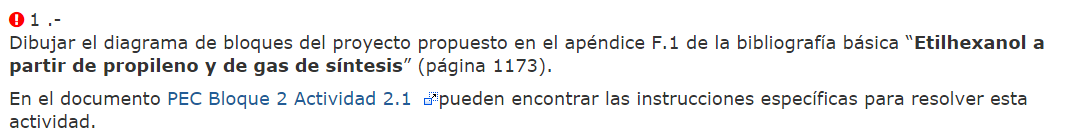 1 .-
Dibujar el diagrama de bloques del proyecto propuesto en el apéndice F.1 de la bibliografía básica “Etilhexanol a
partir de propileno y de gas de síntesis” (página 1173).
En el documento PEC Bloque 2 Actividad 2.1 pueden encontrar las instrucciones específicas para resolver esta
actividad.